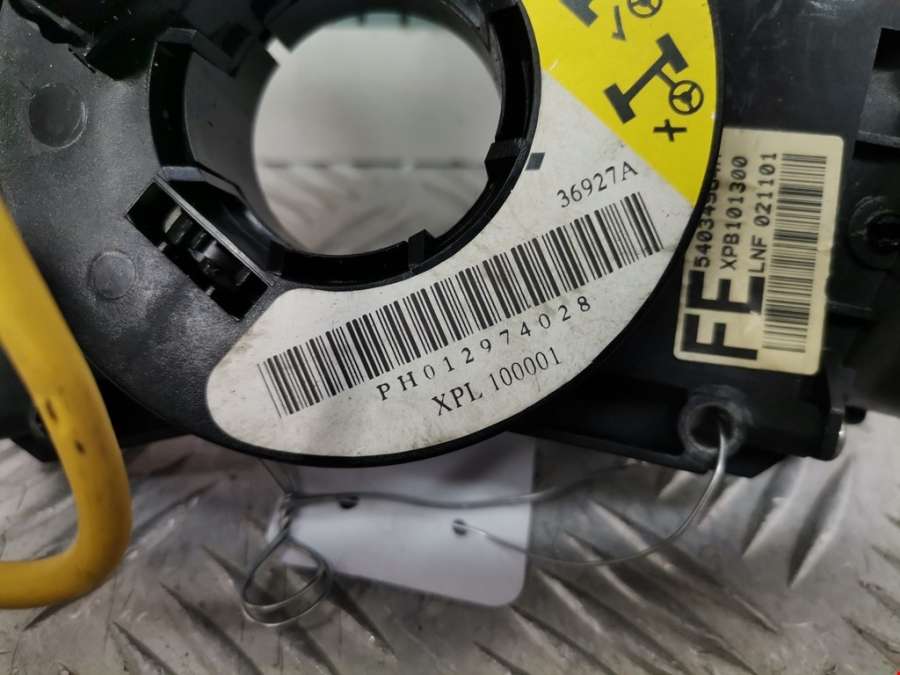 36927A
PH012974028
XPL 100001
XPB101300
LNF 021101
FE